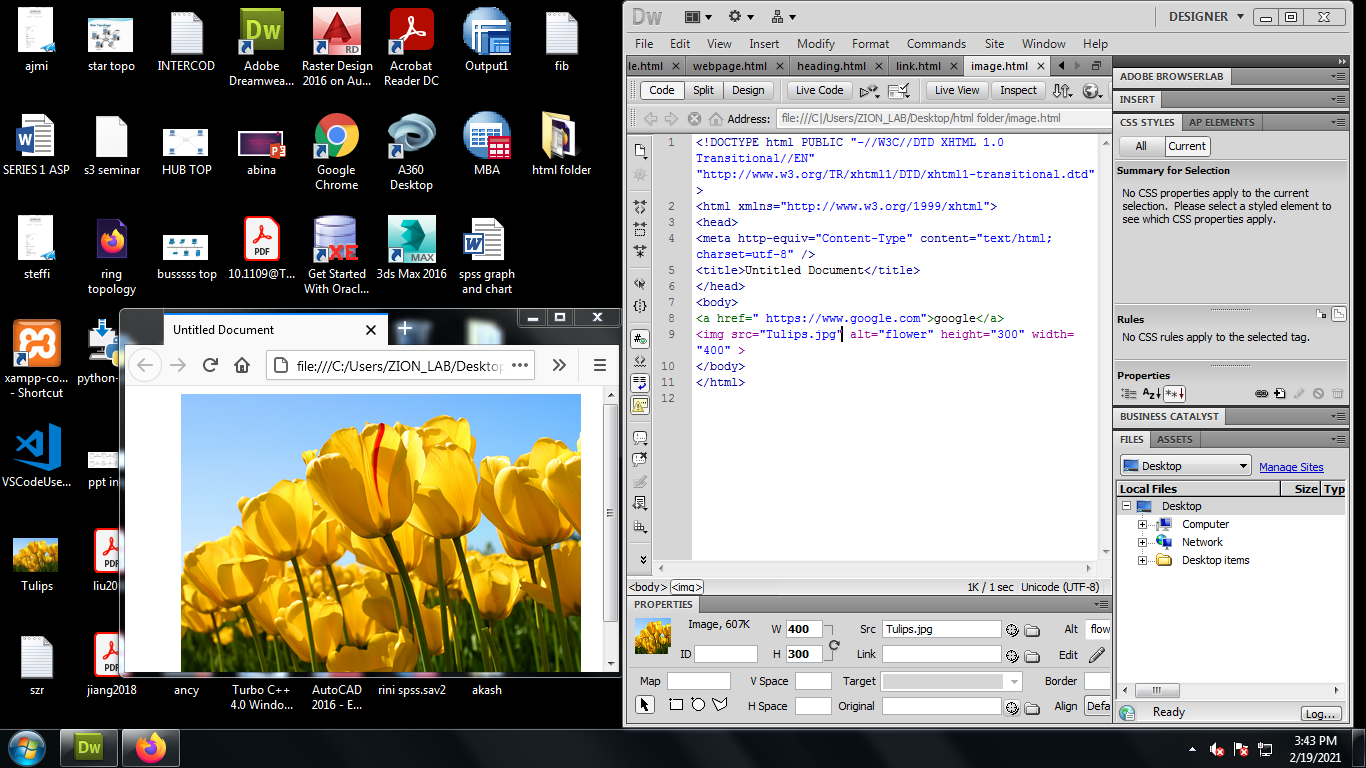 ajmi
star topo
INTERCOD
Adobe
Dreamwea...
Raster Design
2016 on Au...
Acrobat
Reader DC
Output1
fib
SERIES 1 ASP
s3 seminar
HUB TOP
abina
Google
Chrome
A360
Desktop
MBA
html folder
steffi
ring
topology
busssss top
10.1109@T...
Get Started
With Oracl...
3ds Max 2016
spss graph
and chart
xampp-co...
- Shortcut
python-
VSCodeUse...
ppt in
Tulips
liu20
szr
jiang2018
ancy
Turbo C++
4.0 Windo...
AutoCAD
2016 - E...
rini spss.sav2
akash
Untitled Document
file:///C:/Users/ZION_LAB/Desktop
Dw
DESIGNER
File Edit View Insert Modify Format Commands Site Window Help
le.html webpage.html heading.html link.html image.html
Code Split Design Live Code Live View Inspect
Address: file:///C|/Users/ZION_LAB/Desktop/html folder/image.html
1 <!DOCTYPE html PUBLIC "-//W3C//DTD XHTML 1.0
Transitional//EN"
"http://www.w3.org/TR/xhtml1/DTD/xhtml1-transitional.dtd"
>
2 <html xmlns="http://www.w3.org/1999/xhtml">
3 <head>
4 <meta http-equiv="Content-Type" content="text/html;
charset=utf-8" />
5 <title>Untitled Document</title>
6 </head>
7 <body>
8 <a href=" https://www.google.com">google</a>
9 <img src="Tulips.jpg" alt="flower" height="300" width=
"400" >
10 </body>
11 </html>
12
<body> <img> 1K / 1 sec Unicode (UTF-8)
PROPERTIES
Image, 607K W 400 Src Tulips.jpg Alt flow
ID H 300 Link Edit
Map V Space Target Border
H Space Original Align Defa
ADOBE BROWSERLAB
INSERT
CSS STYLES AP ELEMENTS
All Current
Summary for Selection
No CSS properties apply to the current
selection. Please select a styled element to
see which CSS properties apply.
Rules
No CSS rules apply to the selected tag.
Properties
BUSINESS CATALYST
FILES ASSETS
Desktop Manage Sites
Local Files Size Typ
Desktop
Computer
Network
Desktop items
Ready Log...
Dw
3:43 PM
2/19/2021